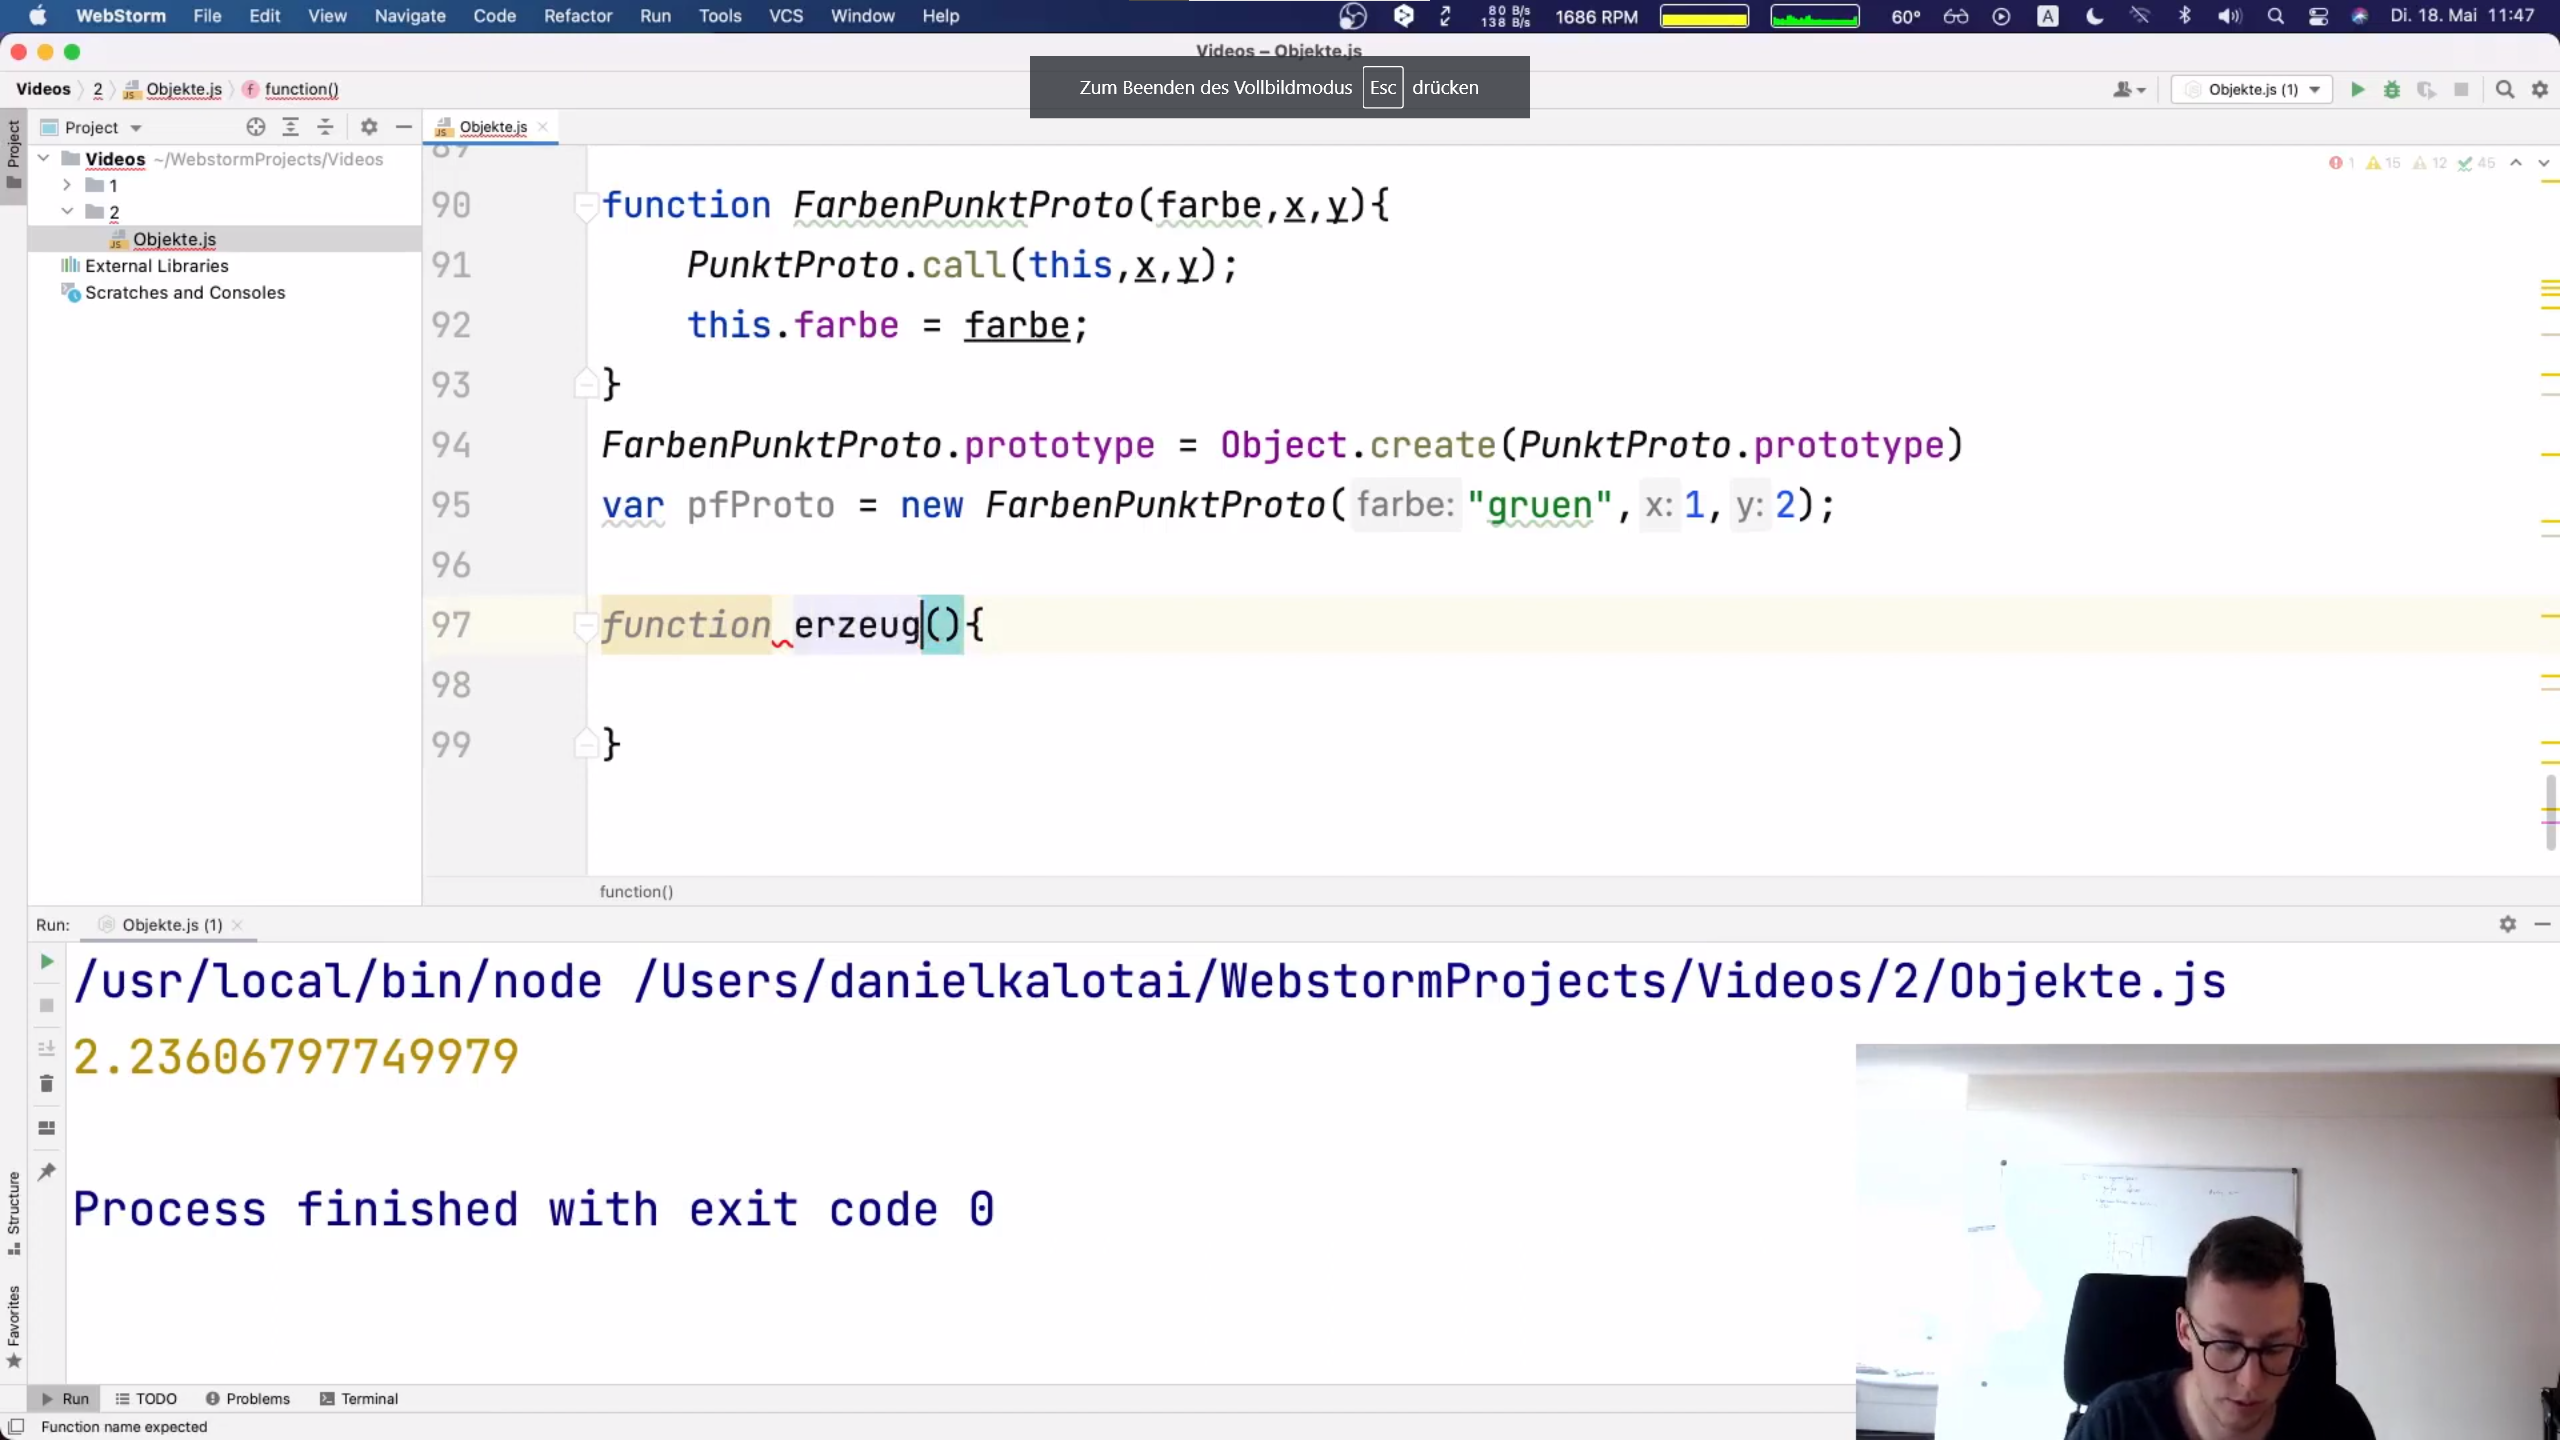 WebStorm File Edit View Navigate Code Refactor Run Tools VCS Window Help
80 B/s
138 B/s
1686 RPM 60° A Di. 18. Mai 11:47
Videos – Objekte.js
Zum Beenden des Vollbildmodus Esc drücken
Videos 2 Objekte.js f function()
Objekte.js (1)
Project
Project
Objekte.js
Videos ~/WebstormProjects/Videos
1
2
Objekte.js
External Libraries
Scratches and Consoles
1 15 12 45
89
90 function FarbenPunktProto(farbe,x,y){
91 PunktProto.call(this,x,y);
92 this.farbe = farbe;
93 }
94 FarbenPunktProto.prototype = Object.create(PunktProto.prototype)
95 var pfProto = new FarbenPunktProto( farbe: "gruen", x: 1, y: 2);
96
97 function erzeug(){
98
99 }
function()
Run: Objekte.js (1)
/usr/local/bin/node /Users/danielkalotai/WebstormProjects/Videos/2/Objekte.js
2.23606797749979
Process finished with exit code 0
Structure
Favorites
Run TODO Problems Terminal
Function name expected